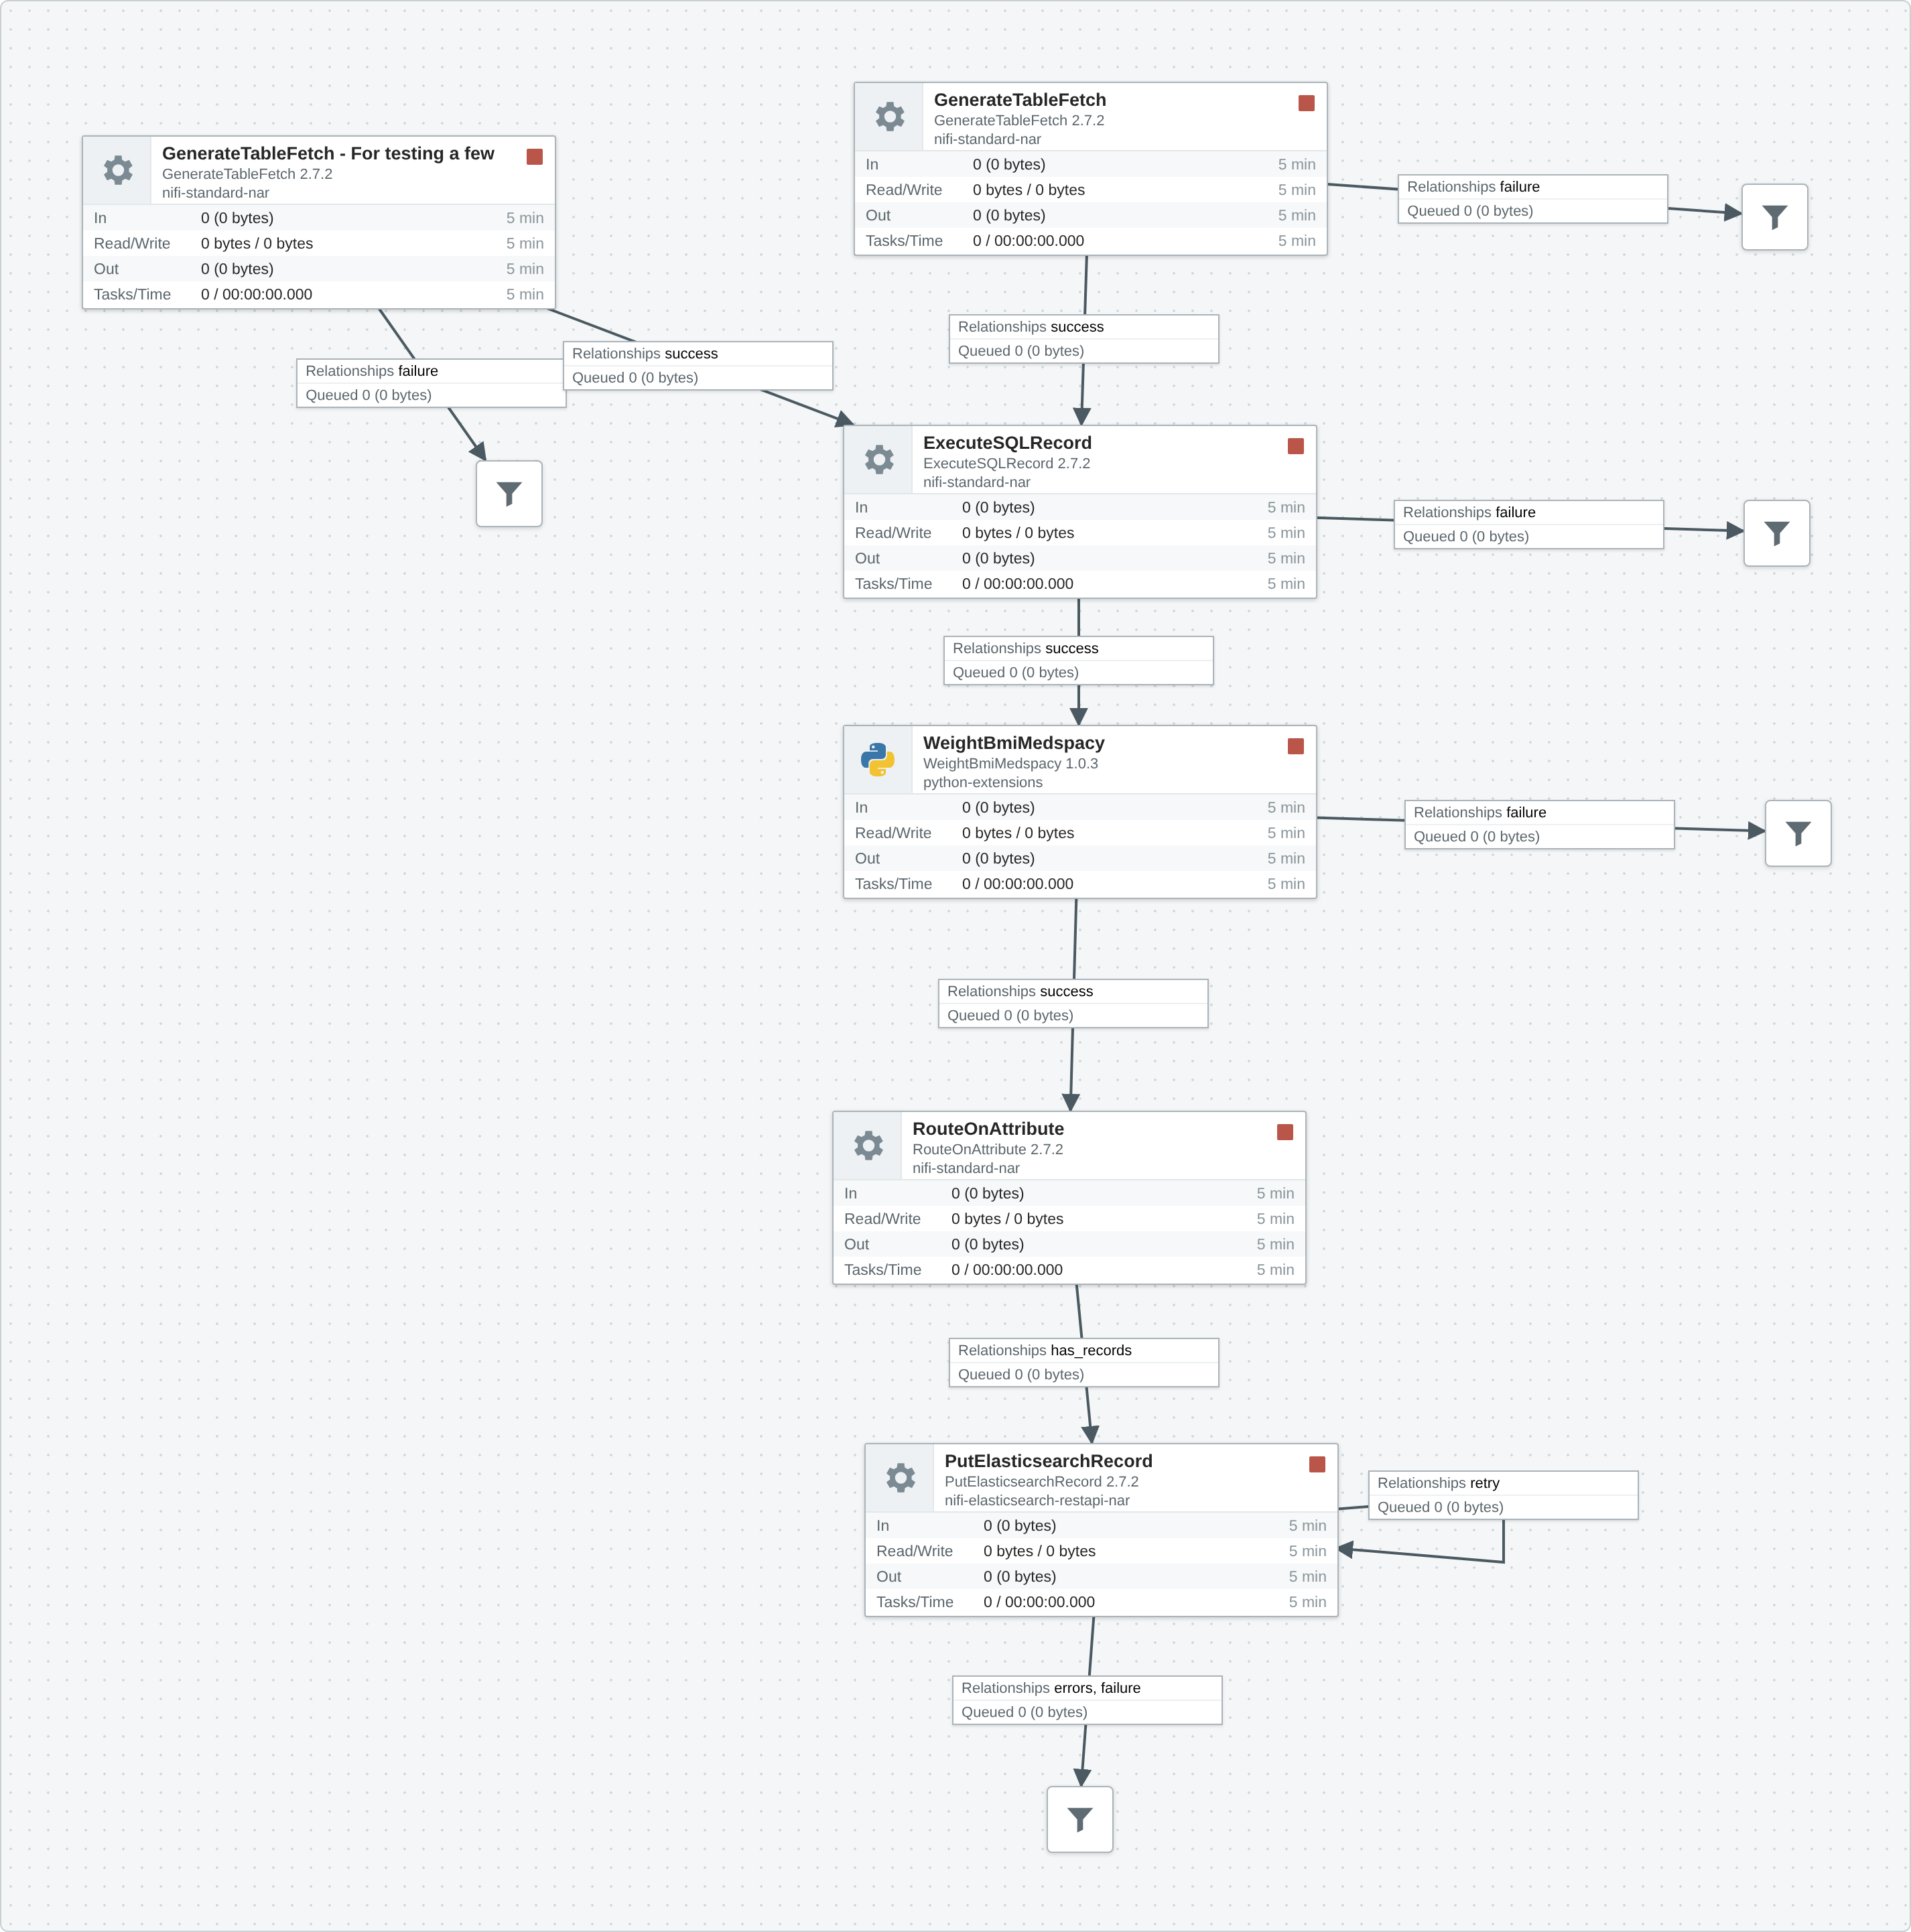 GenerateTableFetch
GenerateTableFetch 2.7.2
nifi-standard-nar
In 0 (0 bytes) 5 min
Read/Write 0 bytes / 0 bytes 5 min
Out 0 (0 bytes) 5 min
Tasks/Time 0 / 00:00:00.000 5 min
Relationships failure
Queued 0 (0 bytes)
GenerateTableFetch - For testing a few
GenerateTableFetch 2.7.2
nifi-standard-nar
In 0 (0 bytes) 5 min
Read/Write 0 bytes / 0 bytes 5 min
Out 0 (0 bytes) 5 min
Tasks/Time 0 / 00:00:00.000 5 min
Relationships success
Queued 0 (0 bytes)
Relationships success
Queued 0 (0 bytes)
Relationships failure
Queued 0 (0 bytes)
ExecuteSQLRecord
ExecuteSQLRecord 2.7.2
nifi-standard-nar
In 0 (0 bytes) 5 min
Read/Write 0 bytes / 0 bytes 5 min
Out 0 (0 bytes) 5 min
Tasks/Time 0 / 00:00:00.000 5 min
Relationships failure
Queued 0 (0 bytes)
Relationships success
Queued 0 (0 bytes)
WeightBmiMedspacy
WeightBmiMedspacy 1.0.3
python-extensions
In 0 (0 bytes) 5 min
Read/Write 0 bytes / 0 bytes 5 min
Out 0 (0 bytes) 5 min
Tasks/Time 0 / 00:00:00.000 5 min
Relationships failure
Queued 0 (0 bytes)
Relationships success
Queued 0 (0 bytes)
RouteOnAttribute
RouteOnAttribute 2.7.2
nifi-standard-nar
In 0 (0 bytes) 5 min
Read/Write 0 bytes / 0 bytes 5 min
Out 0 (0 bytes) 5 min
Tasks/Time 0 / 00:00:00.000 5 min
Relationships has_records
Queued 0 (0 bytes)
PutElasticsearchRecord
PutElasticsearchRecord 2.7.2
nifi-elasticsearch-restapi-nar
In 0 (0 bytes) 5 min
Read/Write 0 bytes / 0 bytes 5 min
Out 0 (0 bytes) 5 min
Tasks/Time 0 / 00:00:00.000 5 min
Relationships retry
Queued 0 (0 bytes)
Relationships errors, failure
Queued 0 (0 bytes)